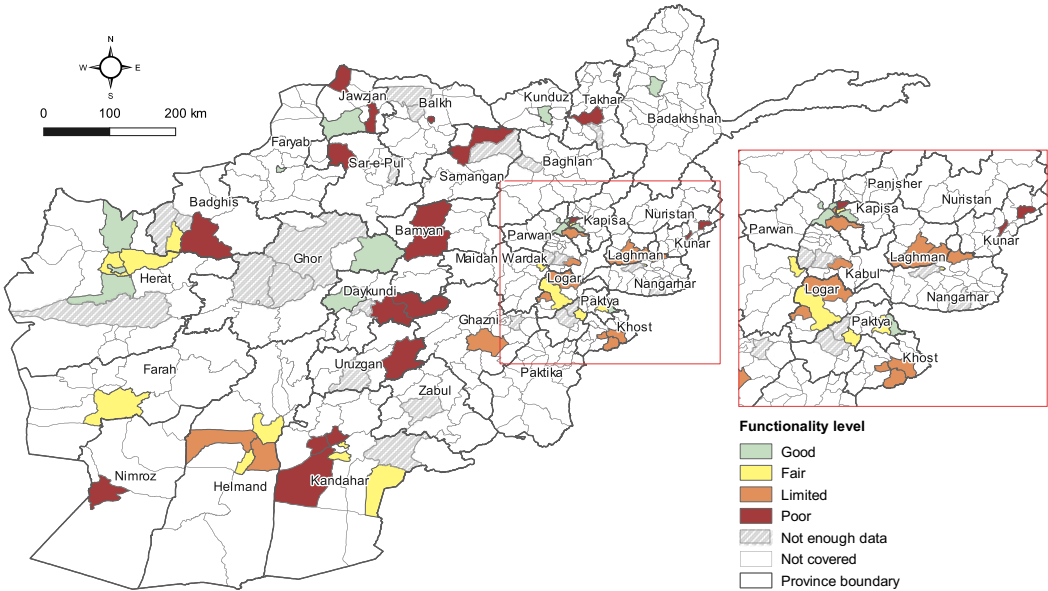 N
W E
S
0 100 200 km
Jawzjan
Balkh
Kunduz
Takhar
Badakhshan
Faryab
Sar-e-Pul
Samangan
Baghlan
Badghis
Herat
Ghor
Bamyan
Parwan
Kapisa
Nuristan
Kunar
Maidan Wardak
Laghman
Logar
Nangarhar
Daykundi
Ghazni
Paktya
Khost
Uruzgan
Paktika
Farah
Zabul
Nimroz
Helmand
Kandahar
Panjsher
Kapisa
Nuristan
Parwan
Kunar
Laghman
Kabul
Logar
Nangarhar
Paktya
Khost
Functionality level
Good
Fair
Limited
Poor
Not enough data
Not covered
Province boundary